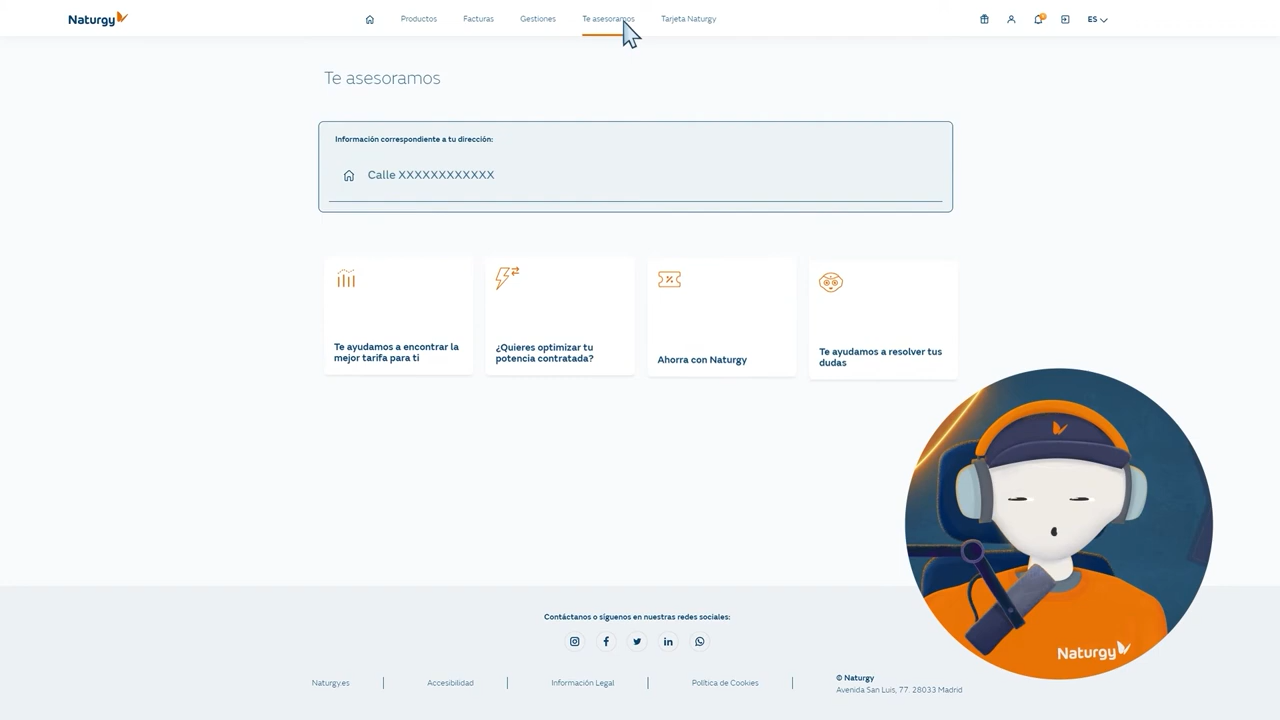 Naturgy
Productos
Facturas
Gestiones
Te asesoramos
Tarjeta Naturgy
ES
Te asesoramos
Información correspondiente a tu dirección:
Calle XXXXXXXXXXXX
Te ayudamos a encontrar la
mejor tarifa para ti
¿Quieres optimizar tu
potencia contratada?
Ahorra con Naturgy
Te ayudamos a resolver tus
dudas
Naturgy
Contáctanos o síguenos en nuestras redes sociales:
Naturgy.es
Accesibilidad
Información Legal
Política de Cookies
© Naturgy
Avenida San Luis, 77. 28033 Madrid